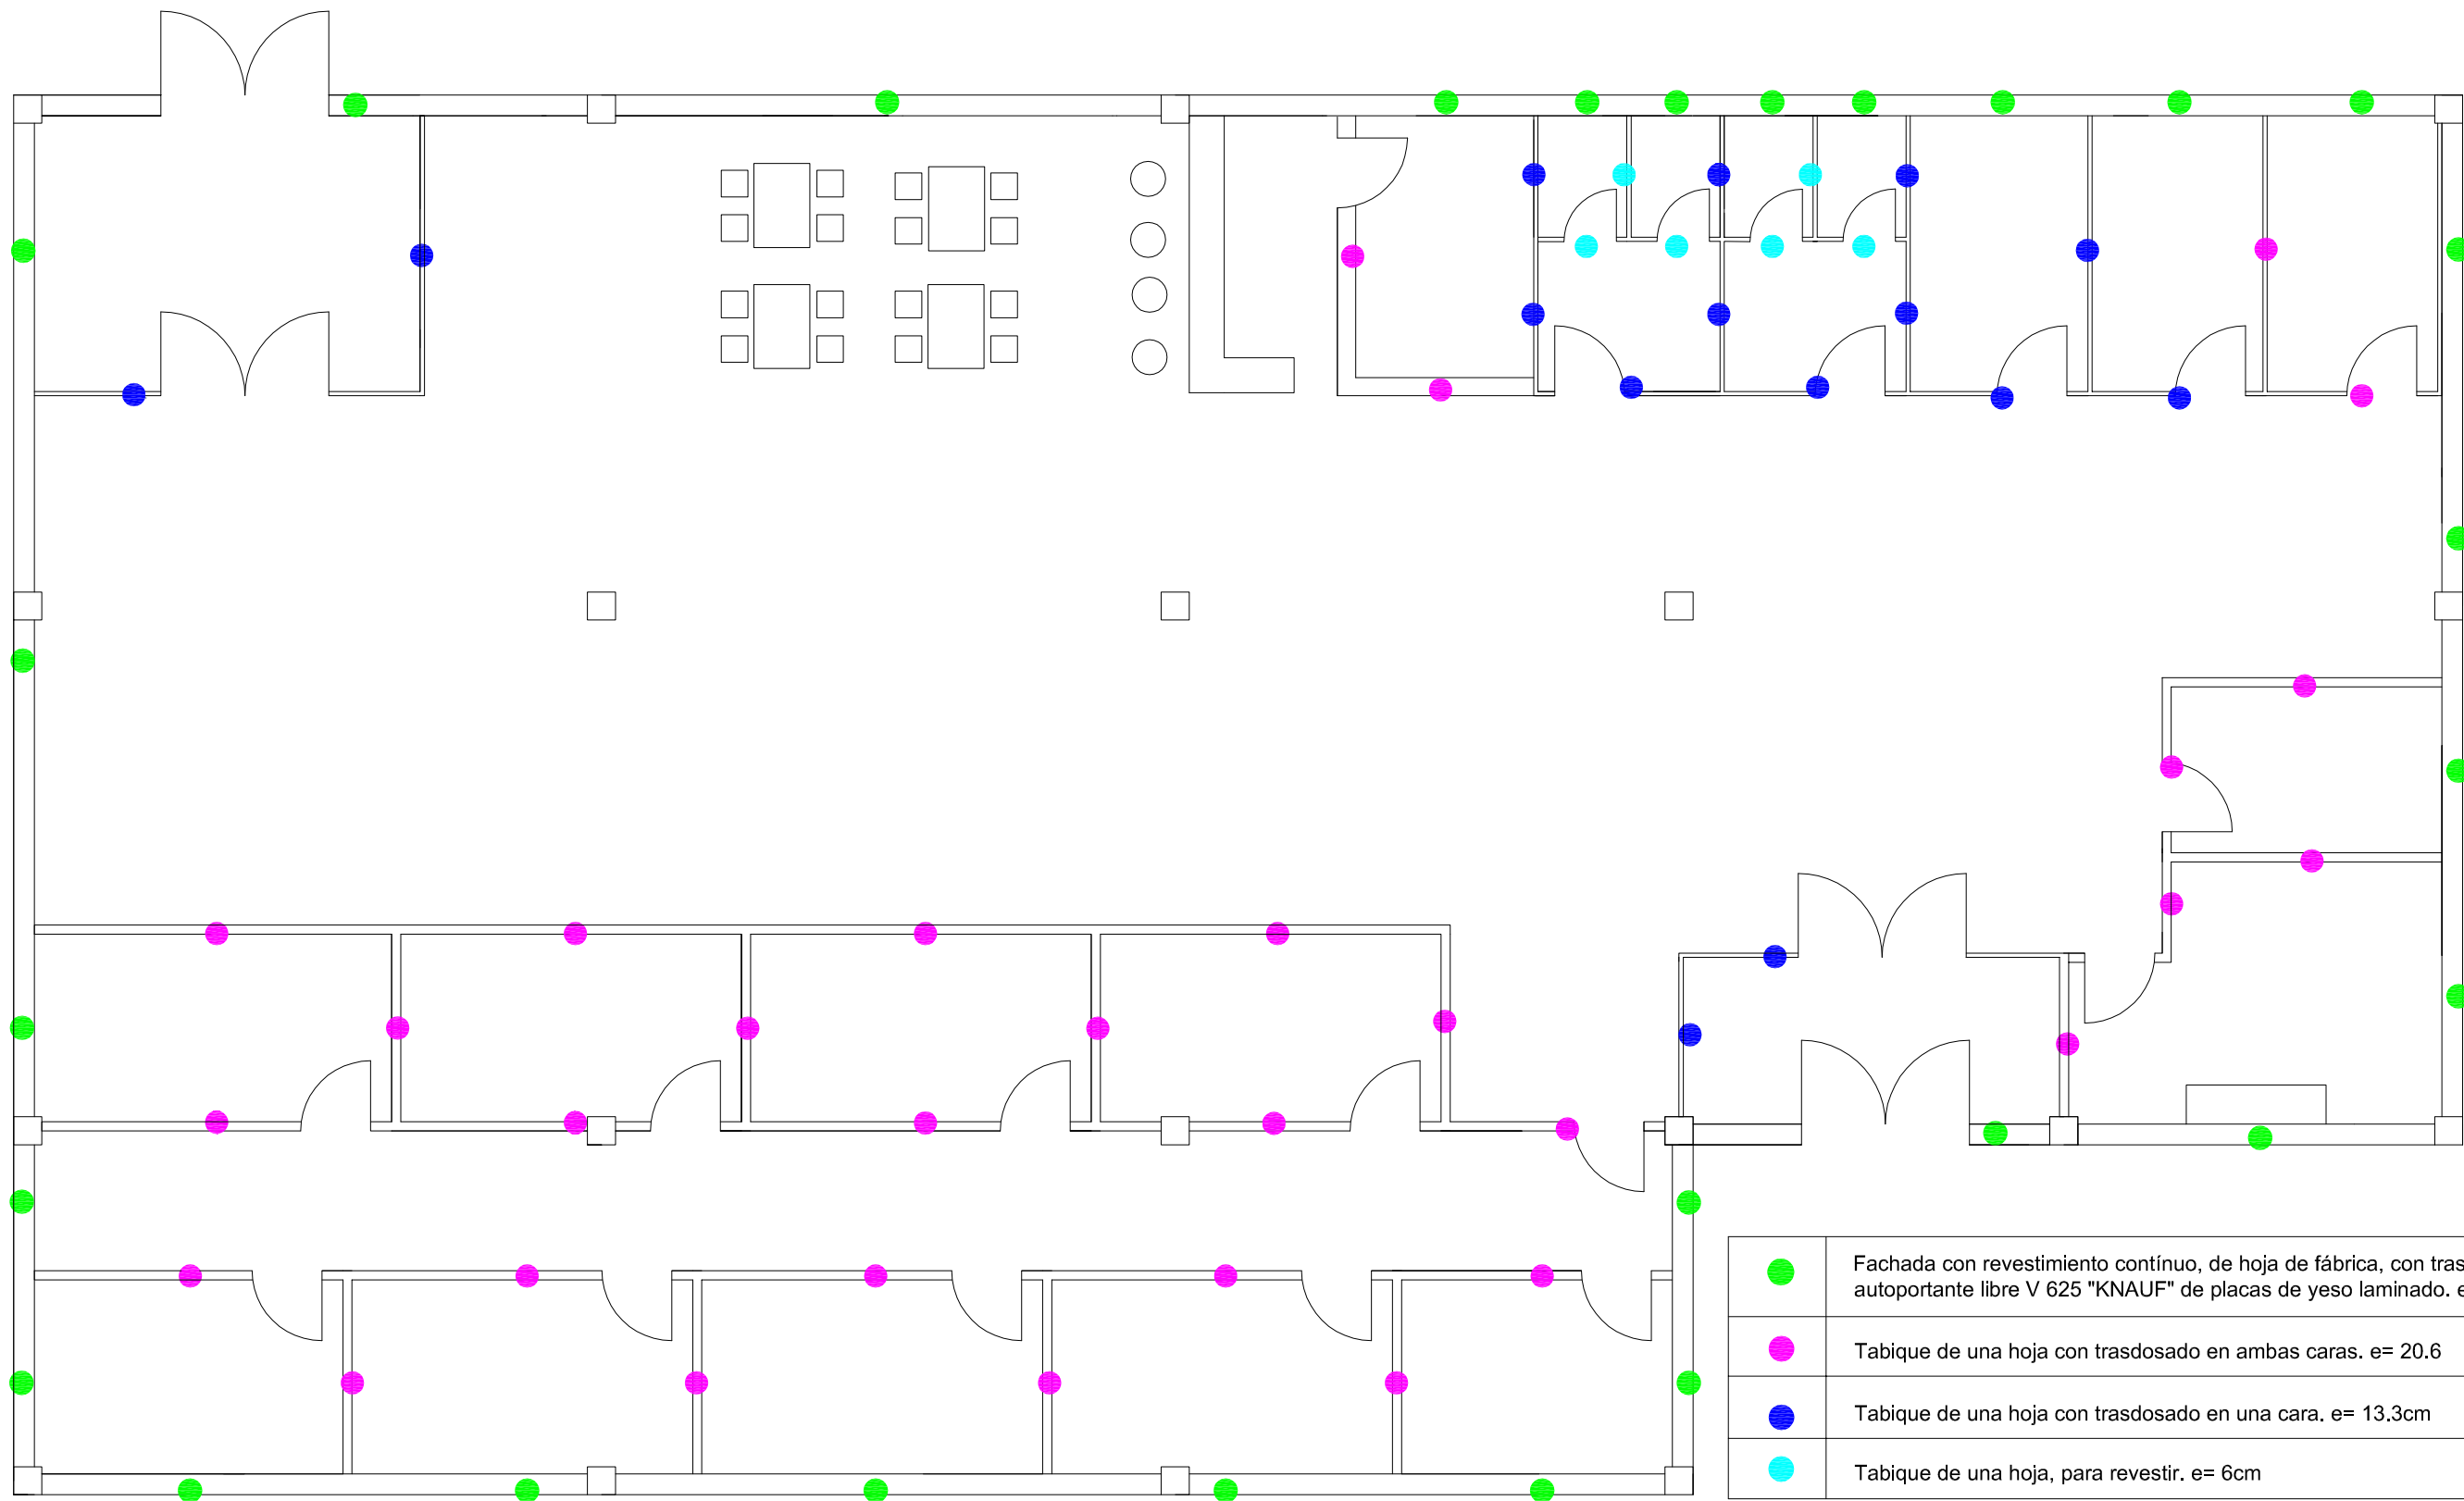 Fachada con revestimiento contínuo, de hoja de fábrica, con
autoportante libre V 625 "KNAUF" de placas de yeso laminado.
Tabique de una hoja con trasdosado en ambas caras. e= 20.6
Tabique de una hoja con trasdosado en una cara. e= 13.3cm
Tabique de una hoja, para revestir. e= 6cm